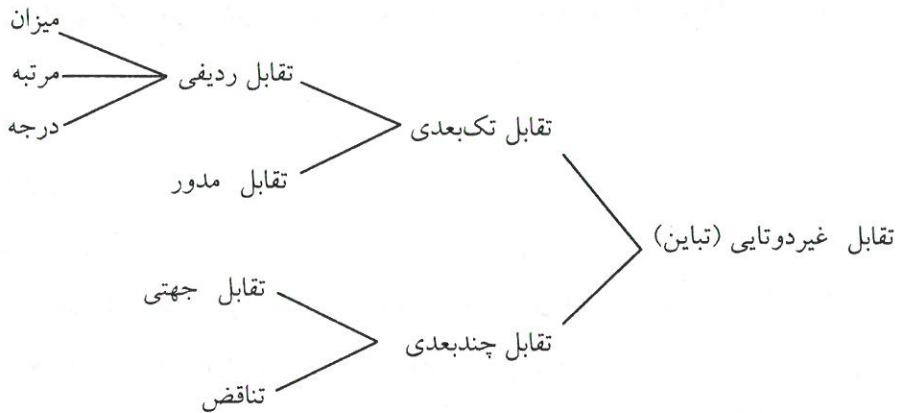 میزان
تقابل ردیفی
مرتبه
درجه
تقابل تک‌بعدی
تقابل مدور
تقابل غیردوتایی (تباین)
تقابل جهتی
تقابل چندبعدی
تناقض